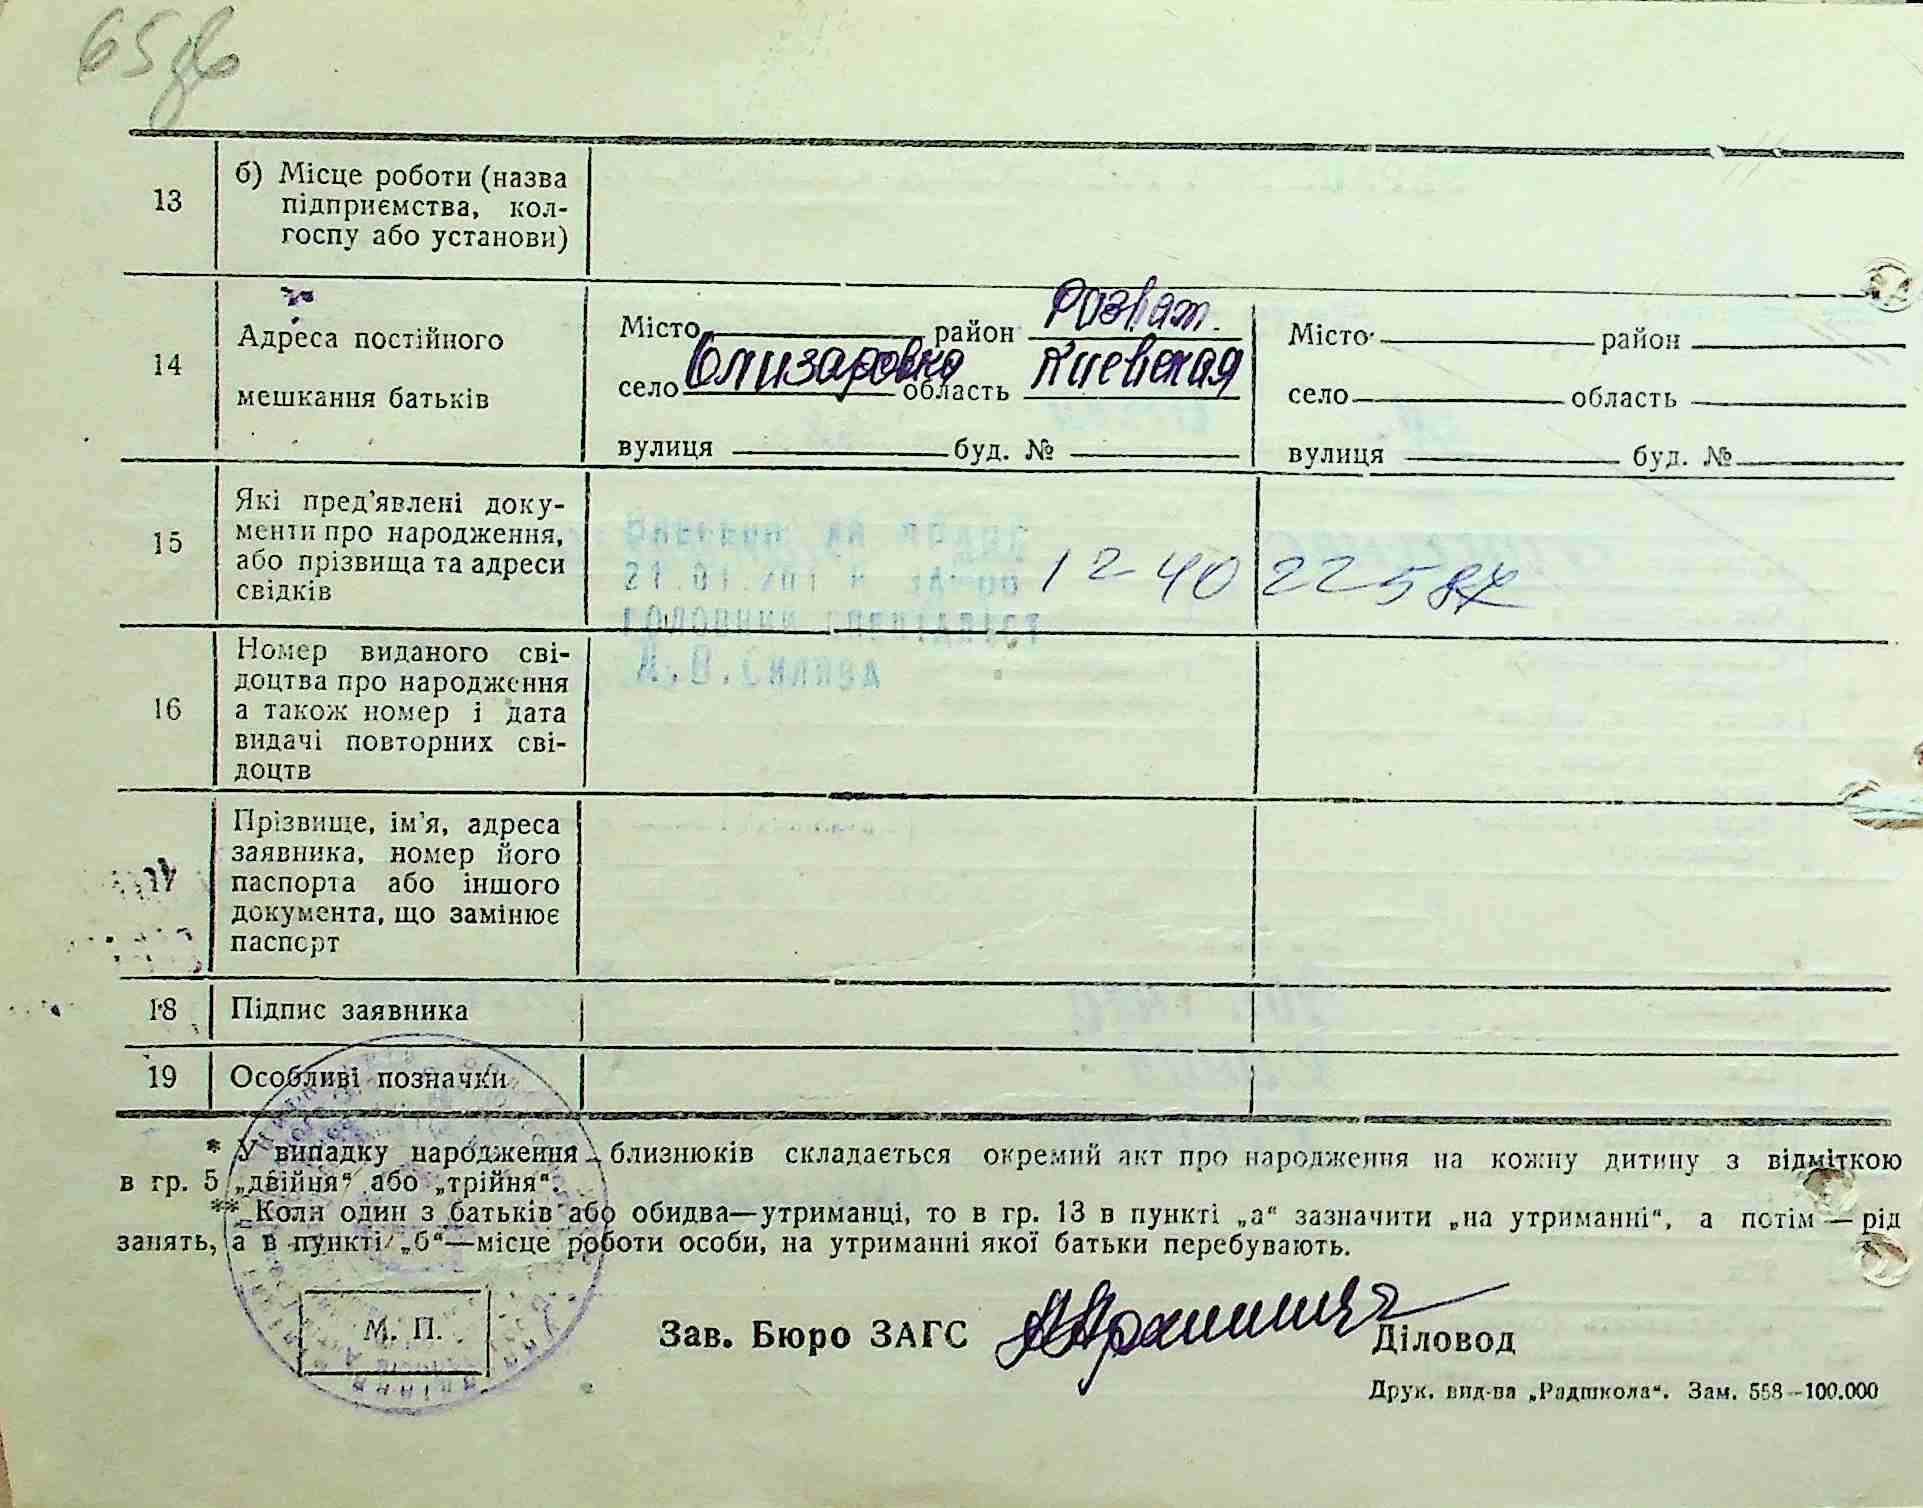 65
13
б) Місце роботи (назва
підприємства, кол-
госпу або установи)
14
Адреса постійного
мешкання батьків
Місто район Розваж.
село Олизаровка область Киевская
вулиця буд. №
Місто район
село область
вулиця буд. №
15
Які пред’явлені доку-
менти про народження,
або прізвища та адреси
свідків
12 40 225
16
Номер виданого сві-
доцтва про народження
а також номер і дата
видачі повторних сві-
доцтв
17
Прізвище, ім’я, адреса
заявника, номер його
паспорта або іншого
документа, що замінює
паспорт
18
Підпис заявника
19
Особливі позначки
* У випадку народження близнюків складається окремий акт про народження на кожну дитину з відміткою
в гр. 5 „двійня“ або „трійня“.
** Коли один з батьків або обидва—утриманці, то в гр. 13 в пункті „а“ зазначити „на утриманні“, а потім — рід
занять, а в пункті „б“—місце роботи особи, на утриманні якої батьки перебувають.
М. П.
Зав. Бюро ЗАГС Діловод
Друк. вид-ва „Радшкола“. Зам. 558—100.000